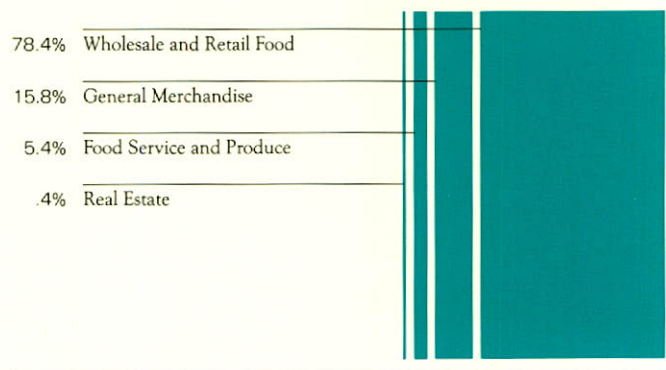 78.4% Wholesale and Retail Food
15.8% General Merchandise
5.4% Food Service and Produce
.4% Real Estate